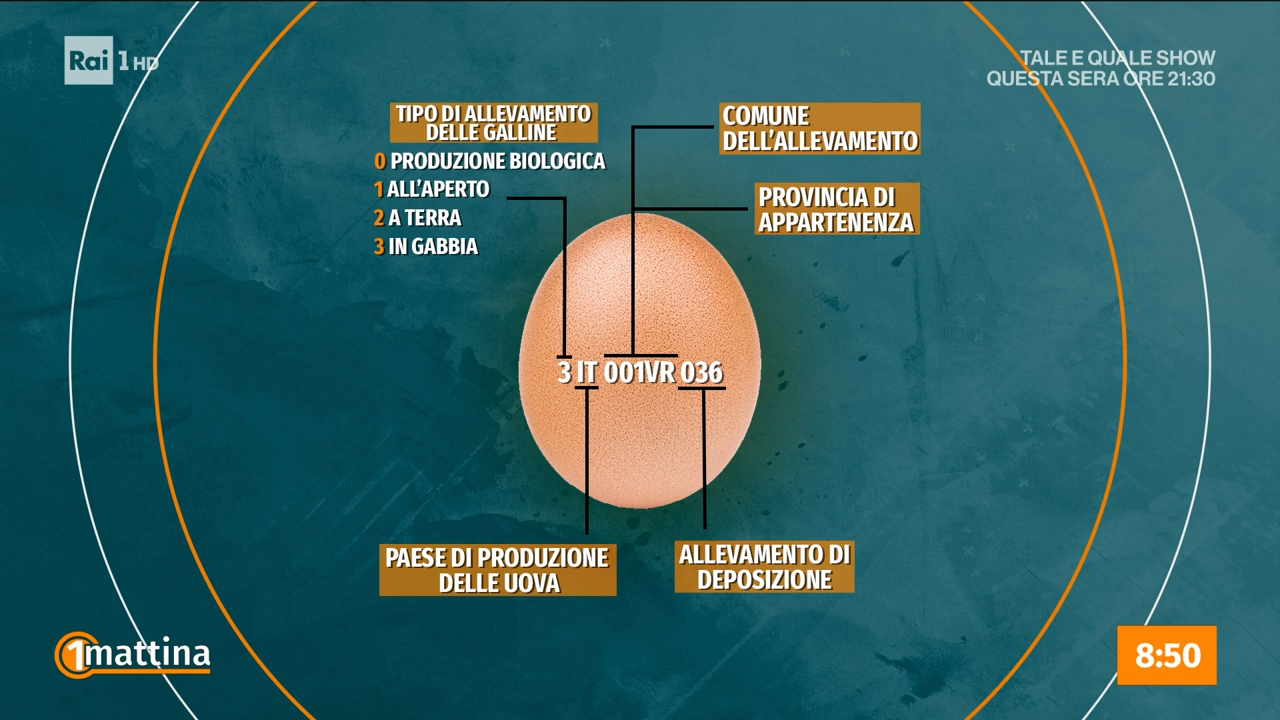 Rai 1 HD
TALE E QUALE SHOW
QUESTA SERA ORE 21:30
TIPO DI ALLEVAMENTO
DELLE GALLINE
0 PRODUZIONE BIOLOGICA
1 ALL'APERTO
2 A TERRA
3 IN GABBIA
COMUNE
DELL'ALLEVAMENTO
PROVINCIA DI
APPARTENENZA
3 IT 001VR 036
PAESE DI PRODUZIONE
DELLE UOVA
ALLEVAMENTO DI
DEPOSIZIONE
1mattina
8:50